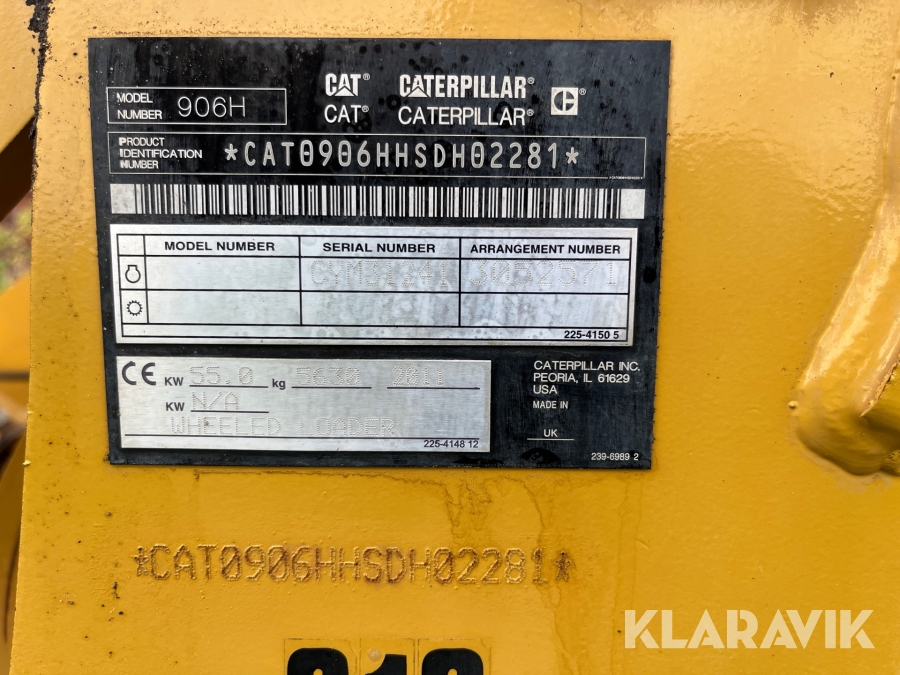 CAT® CATERPILLAR®
CAT® CATERPILLAR®
MODEL NUMBER 906H
PRODUCT IDENTIFICATION NUMBER *CAT0906HHSDH02281*
MODEL NUMBER SERIAL NUMBER ARRANGEMENT NUMBER
3052571
225-4150 5
CE KW 55.0 kg 2011
KW N/A
WHEELED LOADER
225-4148 12
CATERPILLAR INC.
PEORIA, IL 61629
USA
MADE IN
UK
239-6989 2
*CAT0906HHSDH02281*
KLARAVIK